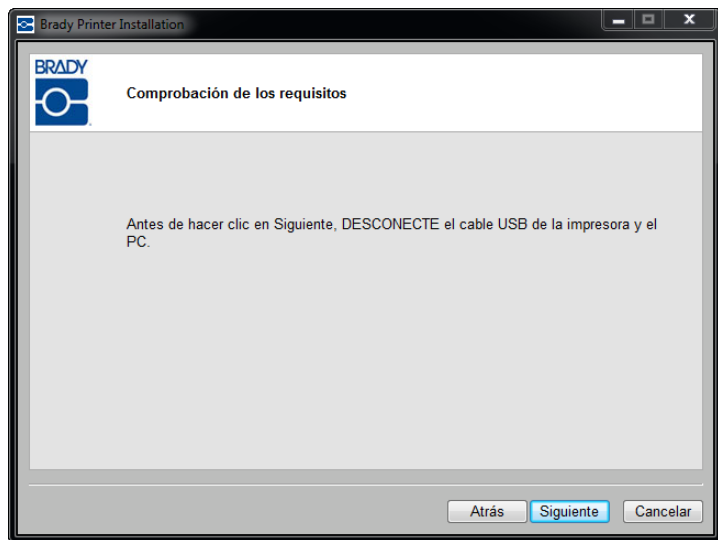 Brady Printer Installation
BRADY
Comprobación de los requisitos
Antes de hacer clic en Siguiente, DESCONECTE el cable USB de la impresora y el
PC.
Atrás
Siguiente
Cancelar